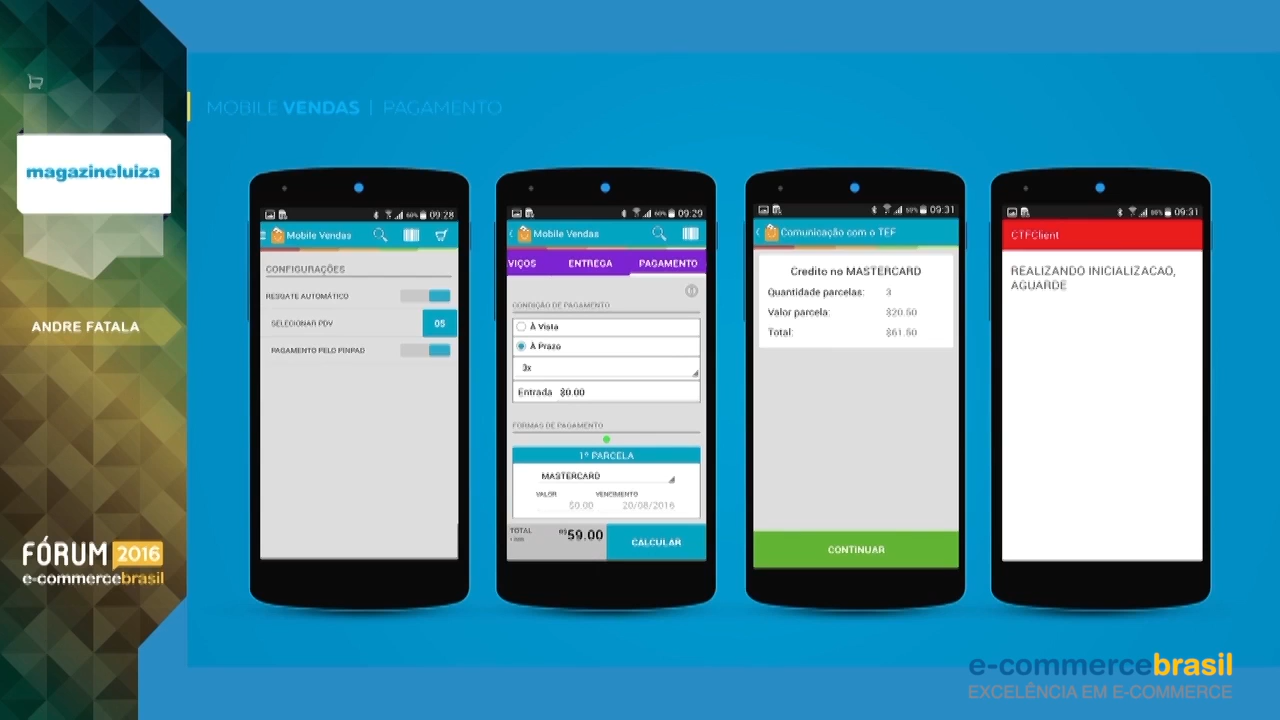 MOBILE VENDAS | PAGAMENTO
magazineluiza
ANDRE FATALA
FÓRUM 2016
e-commercebrasil
09:28
Mobile Vendas
CONFIGURAÇÕES
RESGATE AUTOMÁTICO
SELECIONAR PDV 05
PAGAMENTO PELO PINPAD
60% 09:29
Mobile Vendas
VIÇOS ENTREGA PAGAMENTO
CONDIÇÃO DE PAGAMENTO
À Vista
À Prazo
3x
Entrada $0.00
FORMAS DE PAGAMENTO
1ª PARCELA
MASTERCARD
VALOR VENCIMENTO
$0.00 20/08/2016
TOTAL R$59.00 CALCULAR
09:31
Comunicação com o TEF
Credito no MASTERCARD
Quantidade parcelas: 3
Valor parcela: $20.50
Total: $61.50
CONTINUAR
09:31
CTFClient
REALIZANDO INICIALIZACAO,
AGUARDE
e-commercebrasil
EXCELÊNCIA EM E-COMMERCE